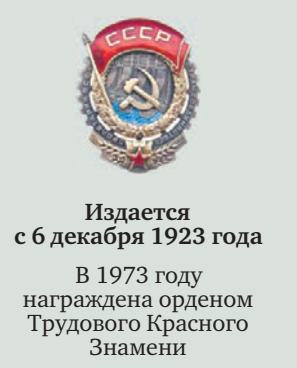 СССР
Издается
с 6 декабря 1923 года
В 1973 году
награждена орденом
Трудового Красного
Знамени